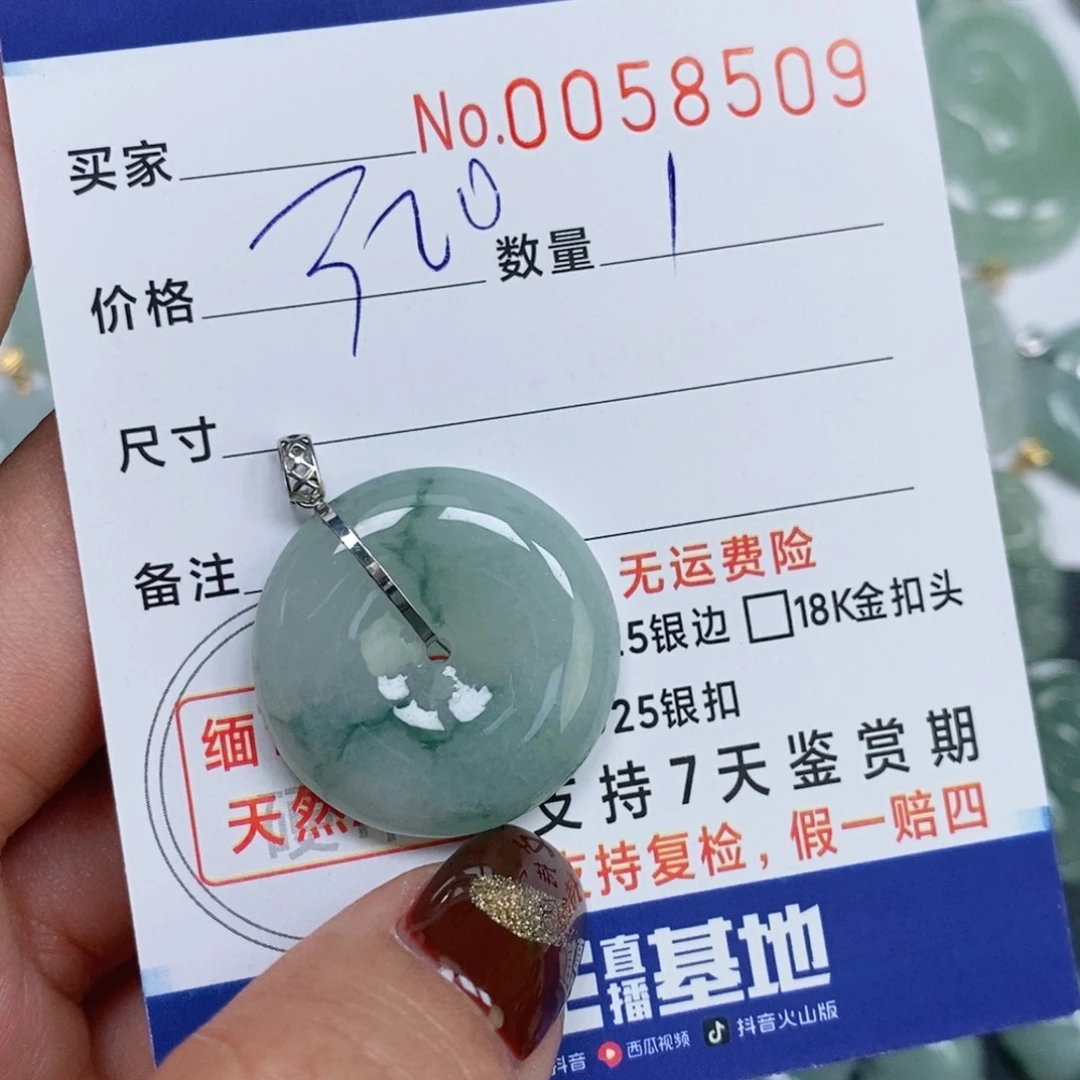 No.0058509
买家
价格 320 数量 1
尺寸
备注
无运费险
.5银边 □18K金扣头
25银扣
缅
天然
支持7天鉴赏期
支持复检，假一赔四
直播基地
抖音 西瓜视频 抖音火山版